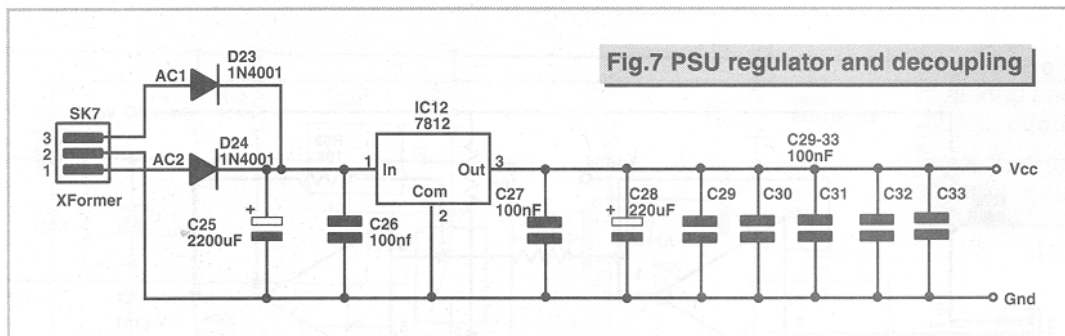 Fig.7 PSU regulator and decoupling
D23
1N4001
AC1
SK7
3
2
1
XFormer
D24
1N4001
AC2
IC12
7812
1
In
Out
3
Com
2
C25
2200uF
+
C26
100nf
C27
100nF
C28
220uF
+
C29-33
100nF
C29
C30
C31
C32
C33
Vcc
Gnd